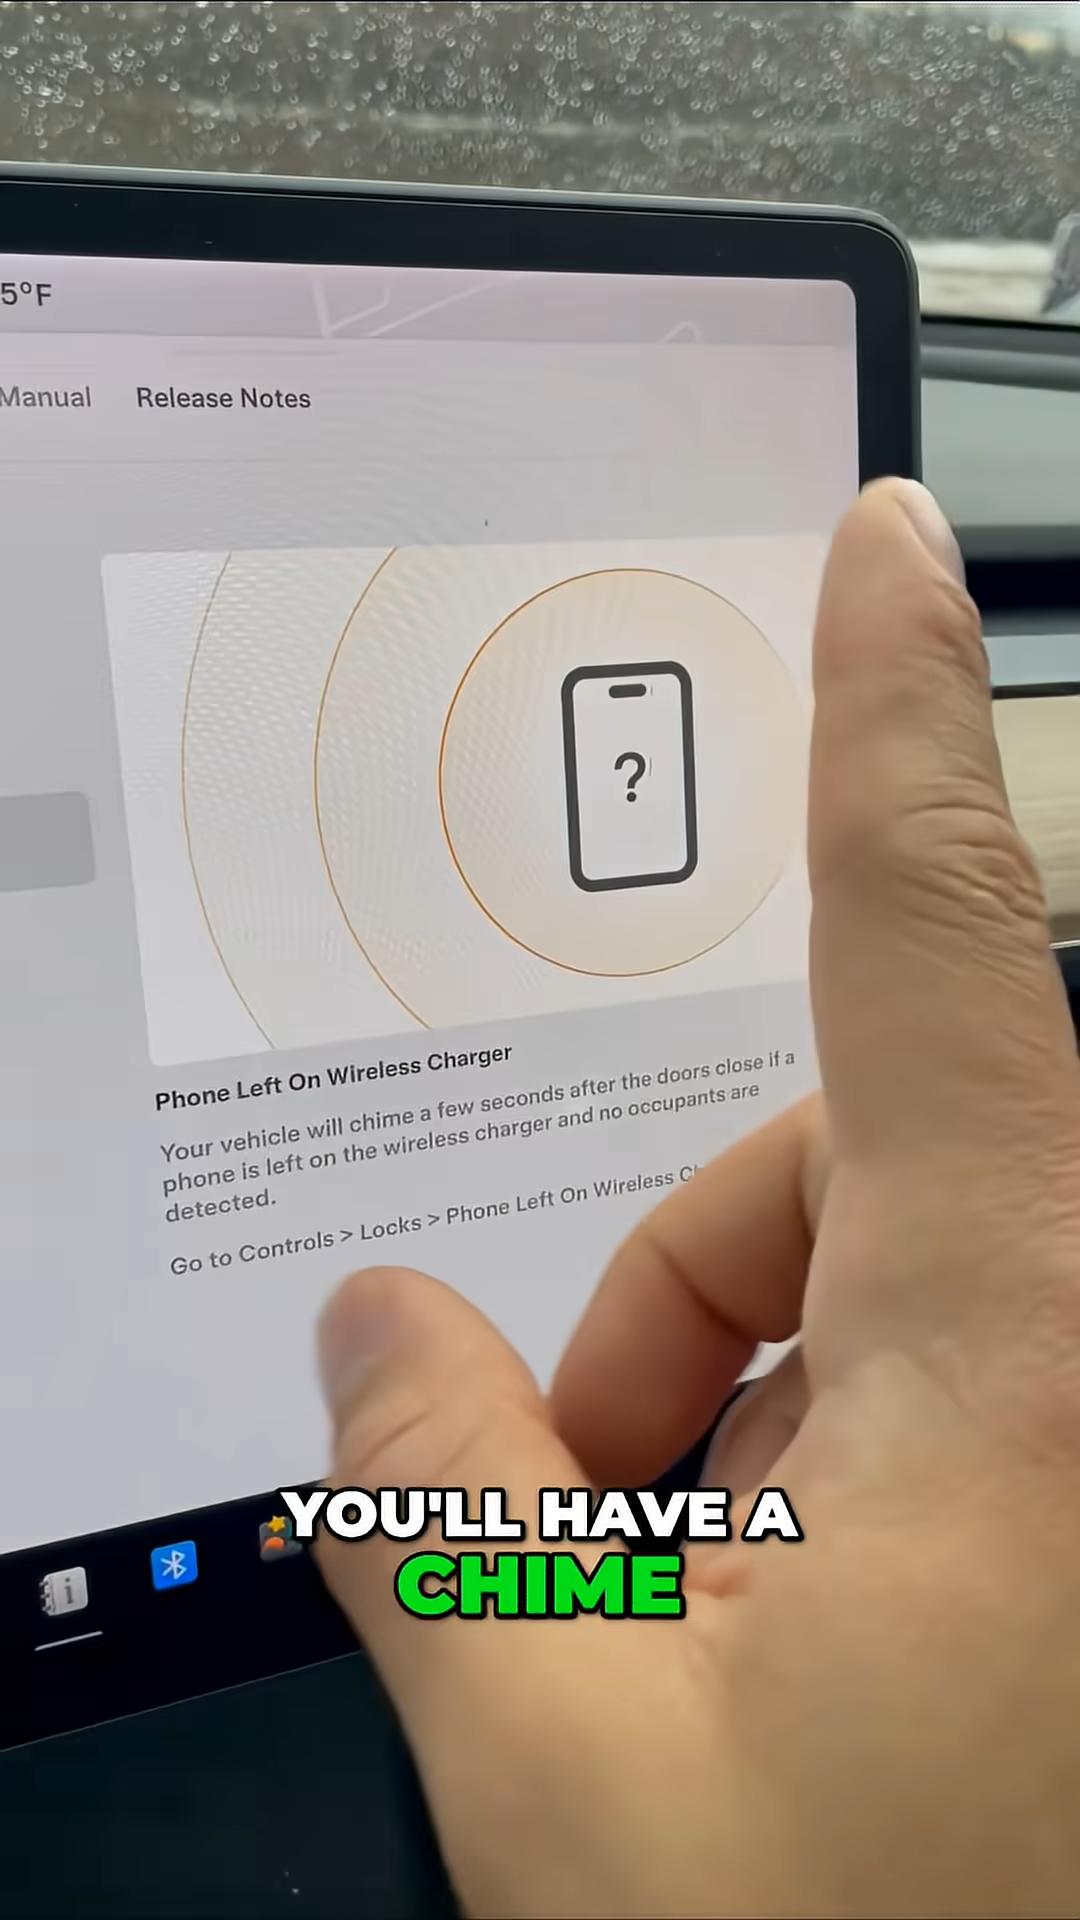 5°F
Manual Release Notes
?
Phone Left On Wireless Charger
Your vehicle will chime a few seconds after the doors close if a
phone is left on the wireless charger and no occupants are
detected.
Go to Controls > Locks > Phone Left On Wireless
i
YOU'LL HAVE A
CHIME